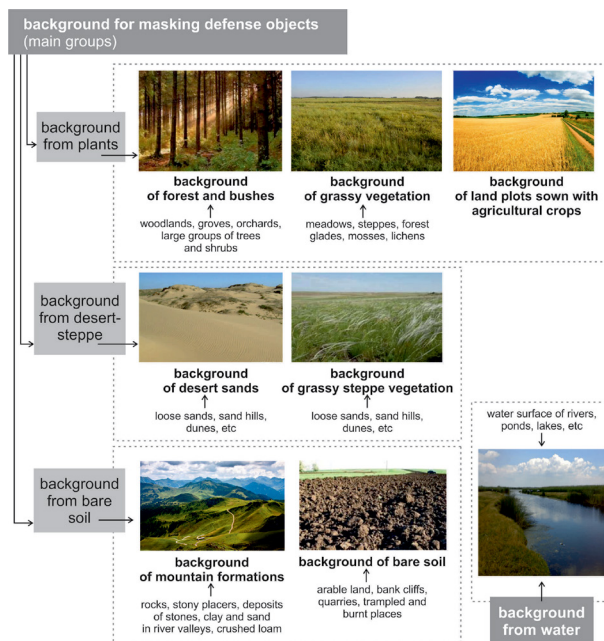 background for masking defense objects
(main groups)
background
from plants
background
of forest and bushes
woodlands, groves, orchards,
large groups of trees
and shrubs
background
of grassy vegetation
meadows, steppes, forest
glades, mosses, lichens
background
of land plots sown with
agricultural crops
background
from desert-
steppe
background
of desert sands
loose sands, sand hills,
dunes, etc
background
of grassy steppe vegetation
loose sands, sand hills,
dunes, etc
background
from bare
soil
background
of mountain formations
rocks, stony placers, deposits
of stones, clay and sand
in river valleys, crushed loam
background of bare soil
arable land, bank cliffs,
quarries, trampled and
burnt places
water surface of rivers,
ponds, lakes, etc
background
from water